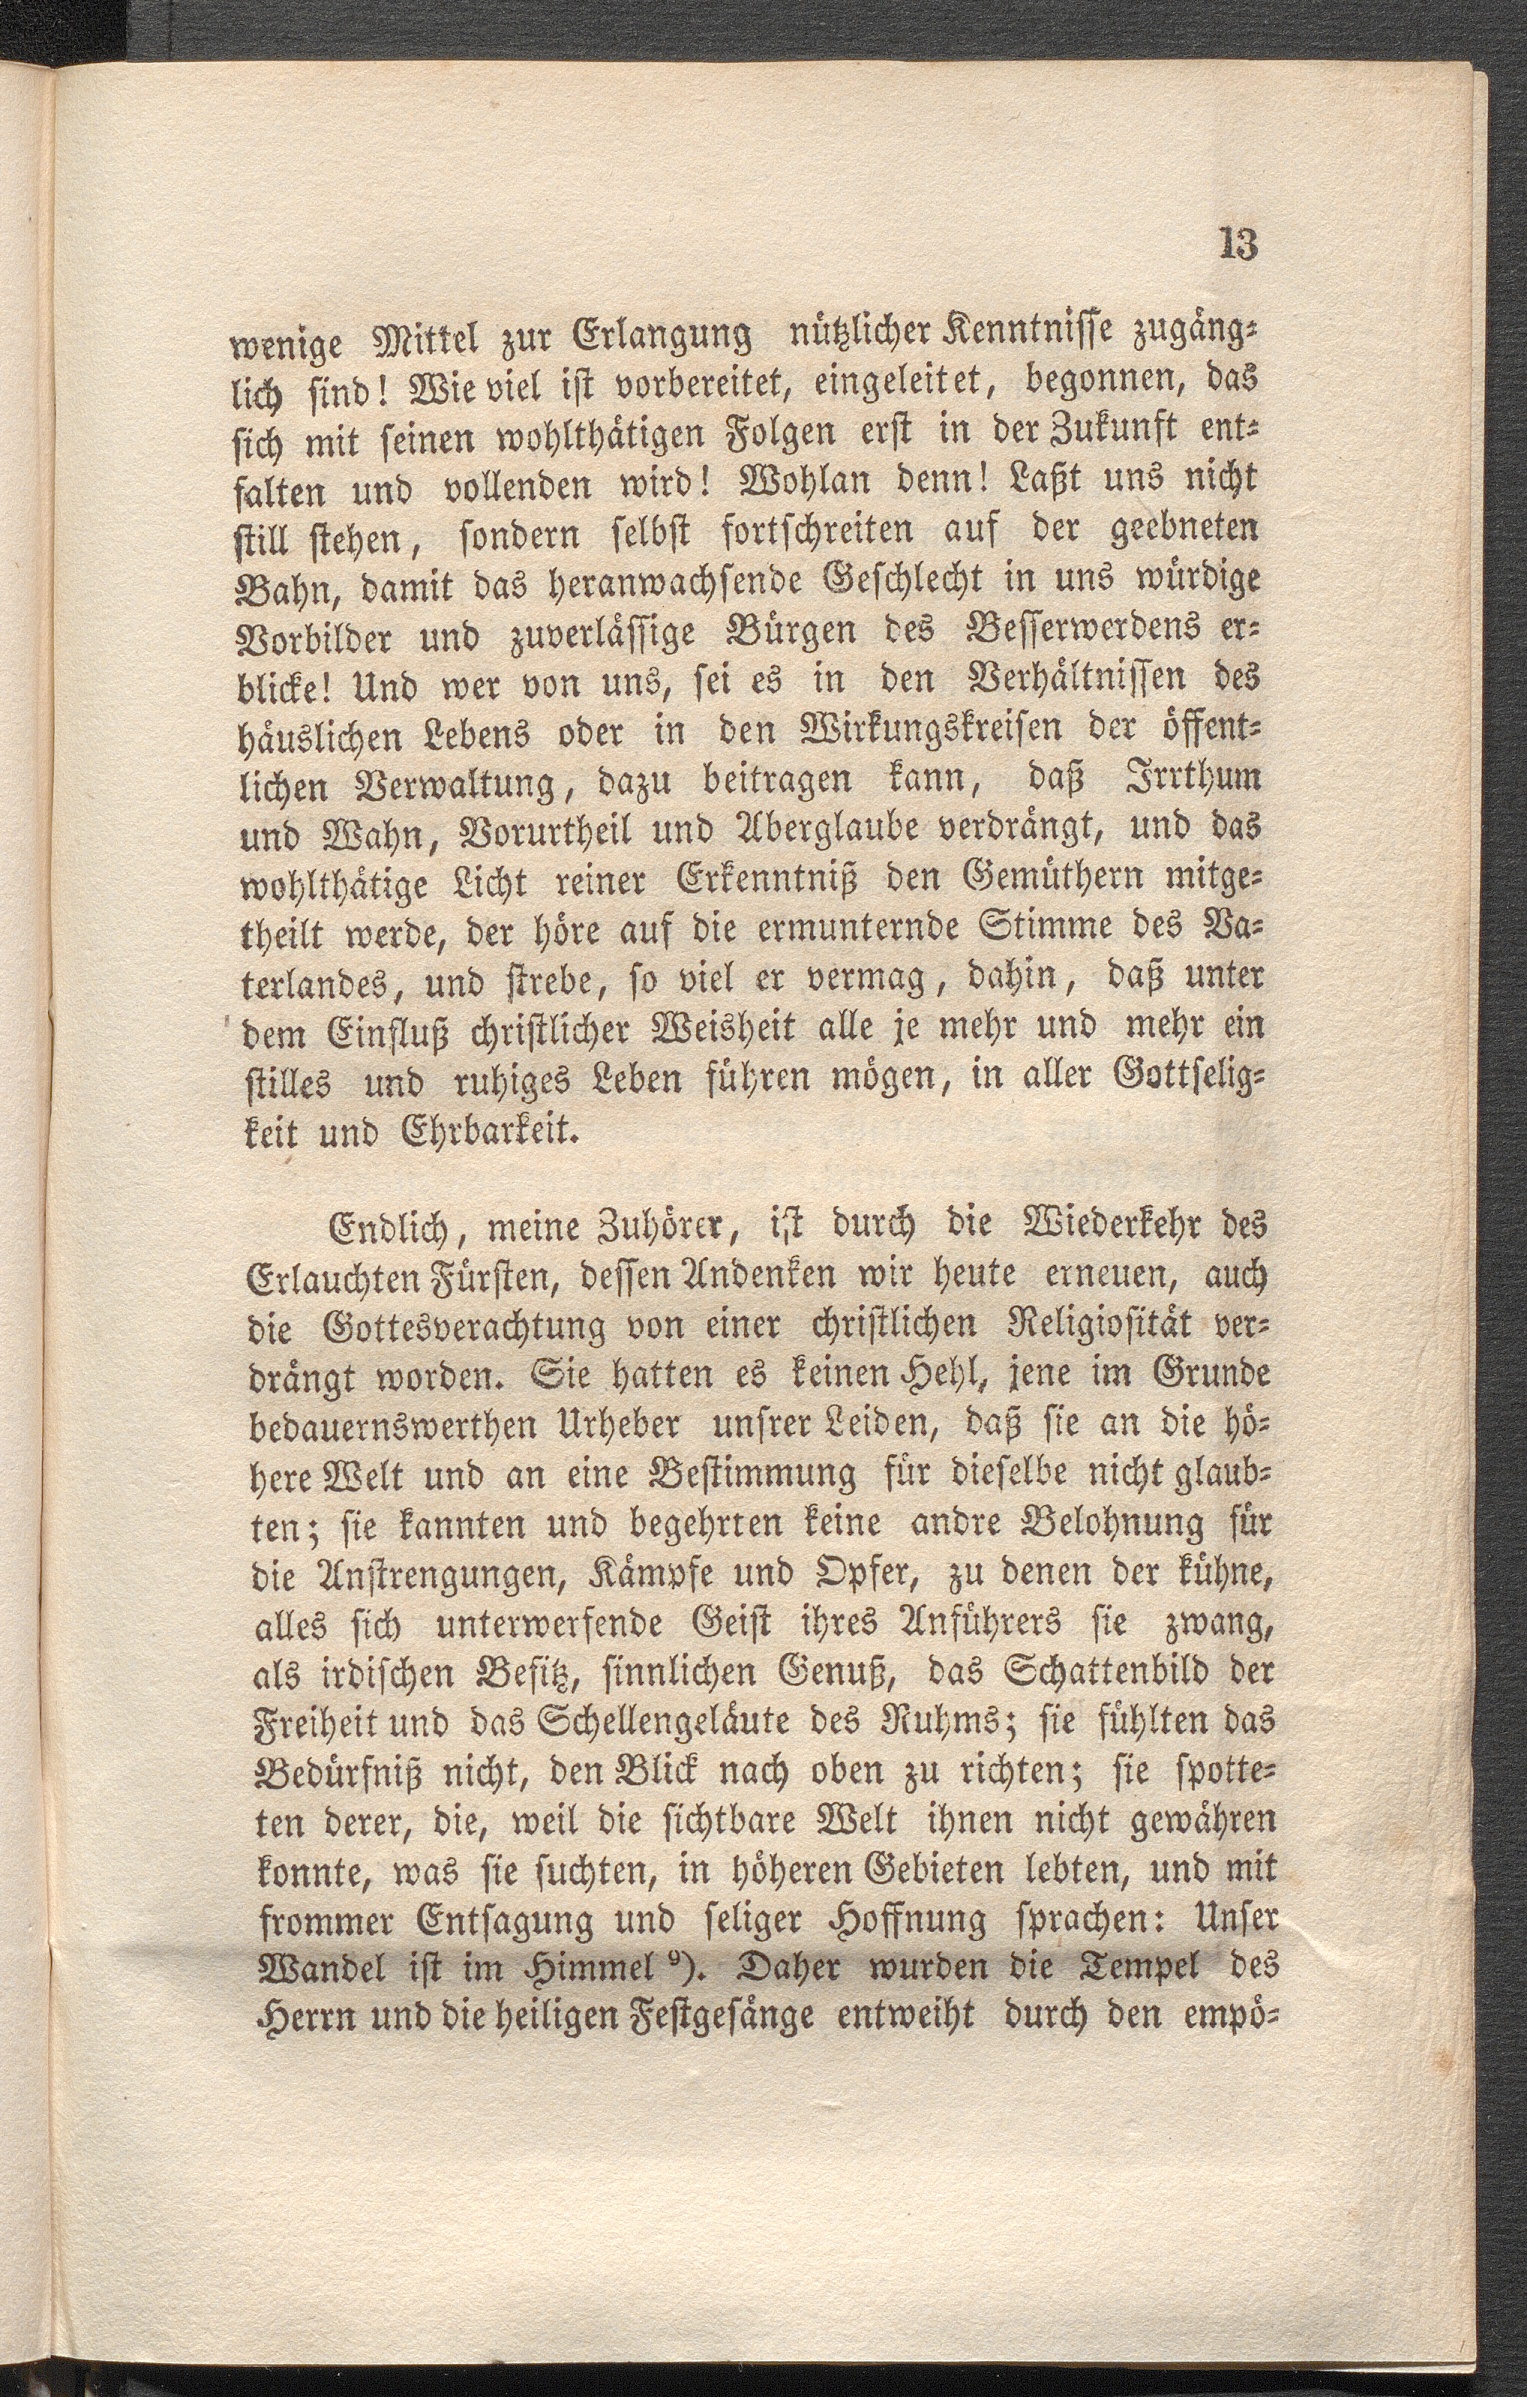 13
wenige Mittel zur Erlangung nützlicher Kenntnisse zugäng-
lich sind! Wie viel ist vorbereitet, eingeleitet, begonnen, das
sich mit seinen wohlthätigen Folgen erst in der Zukunft ent-
falten und vollenden wird! Wohlan denn! Laßt uns nicht
still stehen, sondern selbst fortschreiten auf der geebneten
Bahn, damit das heranwachsende Geschlecht in uns würdige
Vorbilder und zuverlässige Bürgen des Besserwerdens er-
blicke! Und wer von uns, sei es in den Verhältnissen des
häuslichen Lebens oder in den Wirkungskreisen der öffent-
lichen Verwaltung, dazu beitragen kann, daß Irrthum
und Wahn, Vorurtheil und Aberglaube verdrängt, und das
wohlthätige Licht reiner Erkenntniß den Gemüthern mitge-
theilt werde, der höre auf die ermunternde Stimme des Va-
terlandes, und strebe, so viel er vermag, dahin, daß unter
dem Einfluß christlicher Weisheit alle je mehr und mehr ein
stilles und ruhiges Leben führen mögen, in aller Gottselig-
keit und Ehrbarkeit.
Endlich, meine Zuhörer, ist durch die Wiederkehr des
Erlauchten Fürsten, dessen Andenken wir heute erneuen, auch
die Gottesverachtung von einer christlichen Religiosität ver-
drängt worden. Sie hatten es keinen Hehl, jene im Grunde
bedauernswerthen Urheber unsrer Leiden, daß sie an die hö-
here Welt und an eine Bestimmung für dieselbe nicht glaub-
ten; sie kannten und begehrten keine andre Belohnung für
die Anstrengungen, Kämpfe und Opfer, zu denen der kühne,
alles sich unterwerfende Geist ihres Anführers sie zwang,
als irdischen Besitz, sinnlichen Genuß, das Schattenbild der
Freiheit und das Schellengeläute des Ruhms; sie fühlten das
Bedürfniß nicht, den Blick nach oben zu richten; sie spotte-
ten derer, die, weil die sichtbare Welt ihnen nicht gewähren
konnte, was sie suchten, in höheren Gebieten lebten, und mit
frommer Entsagung und seliger Hoffnung sprachen: Unser
Wandel ist im Himmel ⁹). Daher wurden die Tempel des
Herrn und die heiligen Festgesänge entweiht durch den empö-